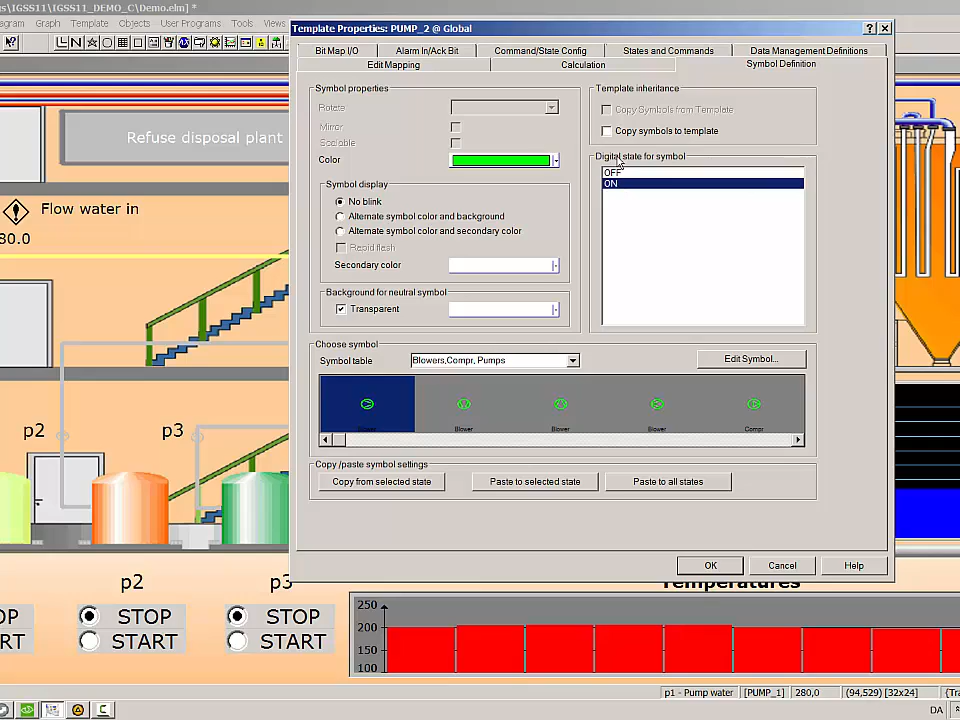 gs\IGSS11\IGSS11_DEMO_C\Demo.elm] *
agram Graph Template Objects User Programs Tools Views
Template Properties: PUMP_2 @ Global
Bit Map I/O Alarm In/Ack Bit Command/State Config States and Commands Data Management Definitions
Edit Mapping Calculation Symbol Definition
Symbol properties
Rotate
Mirror
Scalable
Color
Symbol display
No blink
Alternate symbol color and background
Alternate symbol color and secondary color
Rapid flash
Secondary color
Background for neutral symbol
Transparent
Template inheritance
Copy Symbols from Template
Copy symbols to template
Digital state for symbol
OFF
ON
Choose symbol
Symbol table Blowers,Compr, Pumps Edit Symbol...
Blower Blower Blower Blower Compr
Copy /paste symbol settings
Copy from selected state Paste to selected state Paste to all states
OK Cancel Help
Refuse disposal plant
Flow water in
80.0
p2 p3
p2 p3
OP STOP STOP
ART START START
Temperatures
250
200
150
100
p1 - Pump water [PUMP_1] 280,0 (94,529) [32x24] {Tra
DA